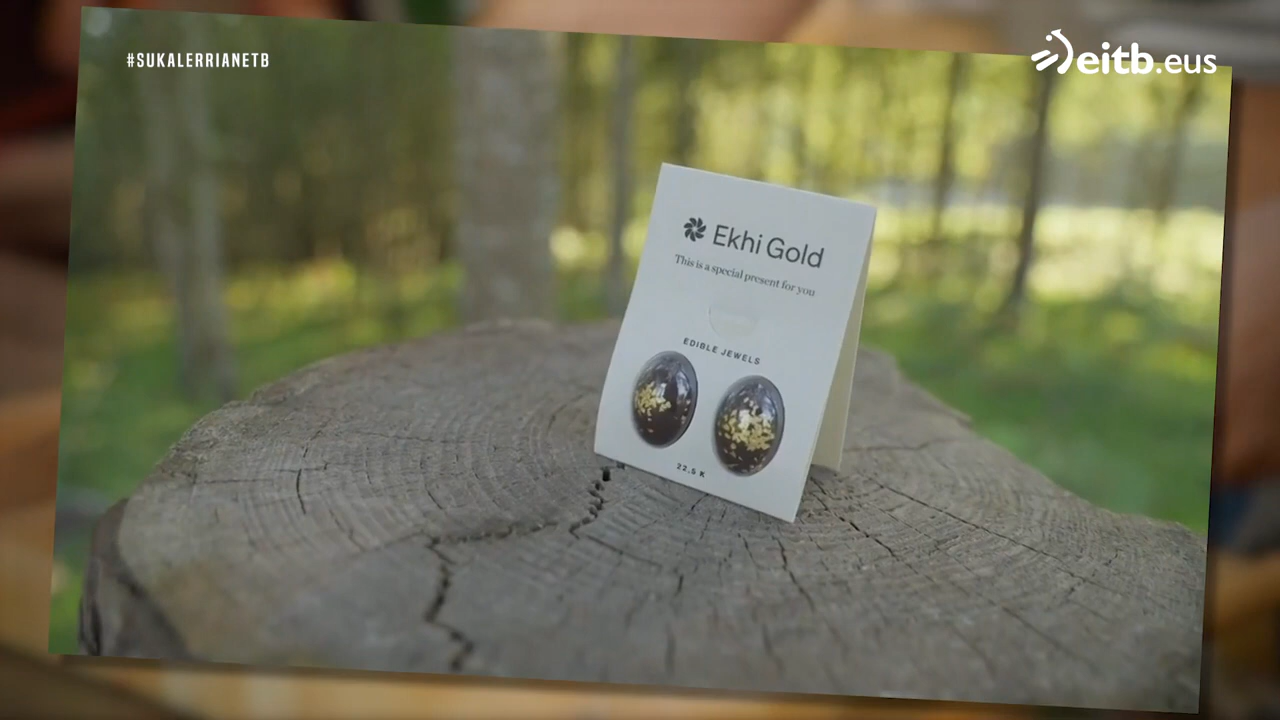 #SUKALERRIANETB
eitb.eus
Ekhi Gold
This is a special present for you
EDIBLE JEWELS
22,5 K